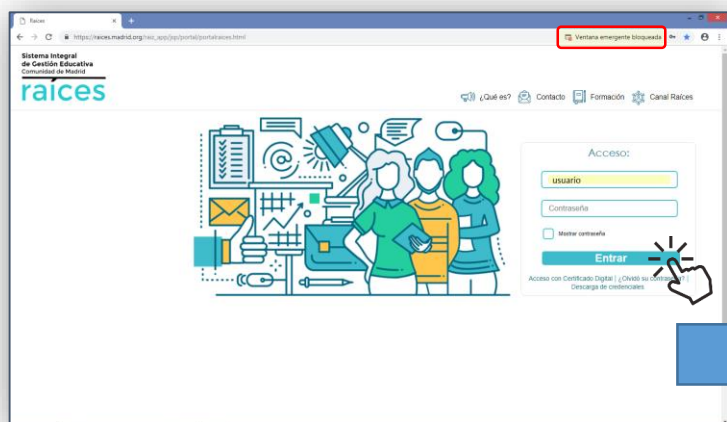 Raíces
https://raices.madrid.org/raiz_app/jsp/portal/portalraices.html
Ventana emergente bloqueada
Sistema Integral
de Gestión Educativa
Comunidad de Madrid
raíces
¿Qué es?
Contacto
Formación
Canal Raíces
Acceso:
usuario
Contraseña
Mostrar contraseña
Entrar
Acceso con Certificado Digital | ¿Olvidó su contraseña? |
Descarga de credenciales